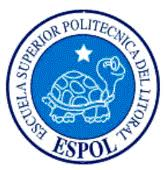 ESCUELA SUPERIOR POLITECNICA DEL LITORAL
ESPOL